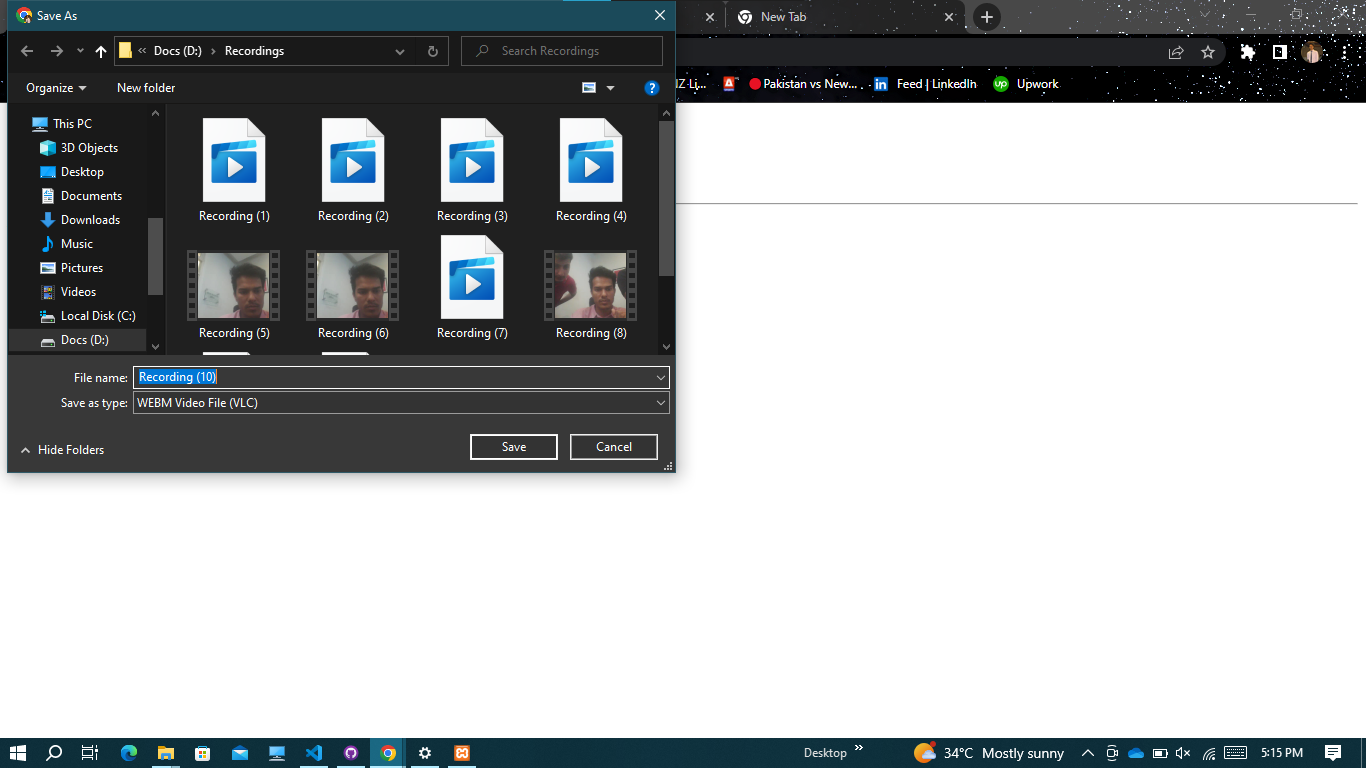 Save As
New Tab
Docs (D:)
Recordings
Search Recordings
Organize
New folder
IZ Li...
Pakistan vs New...
in
Feed | LinkedIn
up
Upwork
This PC
3D Objects
Desktop
Documents
Downloads
Music
Pictures
Videos
Local Disk (C:)
Docs (D:)
Recording (1)
Recording (2)
Recording (3)
Recording (4)
Recording (5)
Recording (6)
Recording (7)
Recording (8)
File name:
Recording (10)
Save as type:
WEBM Video File (VLC)
Hide Folders
Save
Cancel
Desktop
34°C Mostly sunny
5:15 PM